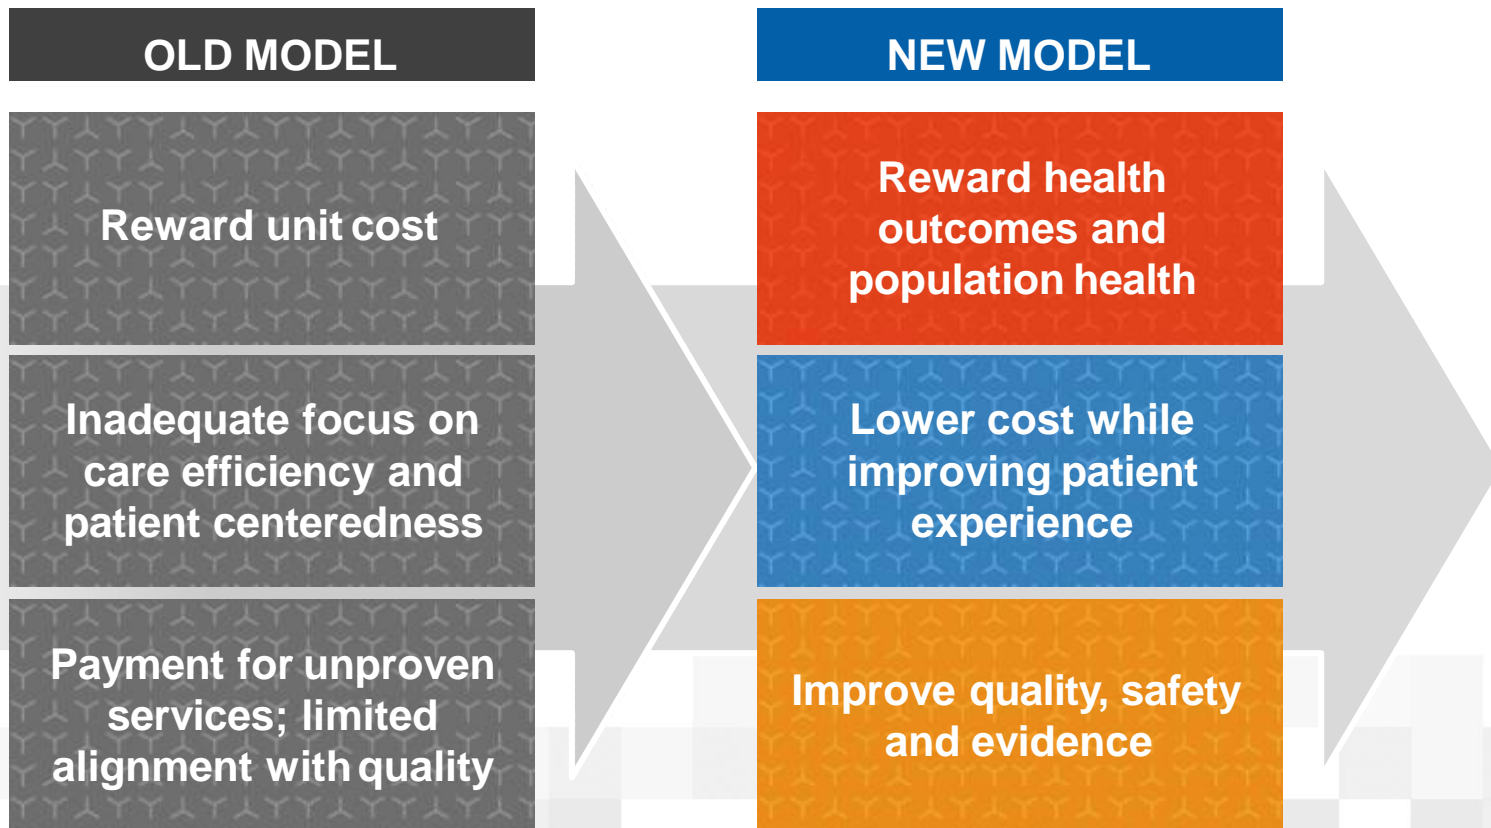 OLD MODEL
NEW MODEL
Reward unit cost
Reward health
outcomes and
population health
Inadequate focus on
care efficiency and
patient centeredness
Lower cost while
improving patient
experience
Payment for unproven
services; limited
alignment with quality
Improve quality, safety
and evidence